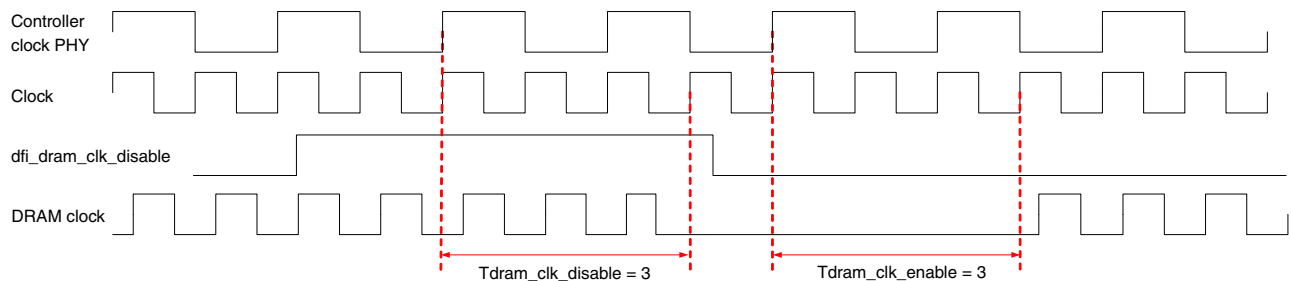 Controller
clock PHY
Clock
dfi_dram_clk_disable
DRAM clock
Tdram_clk_disable = 3
Tdram_clk_enable = 3